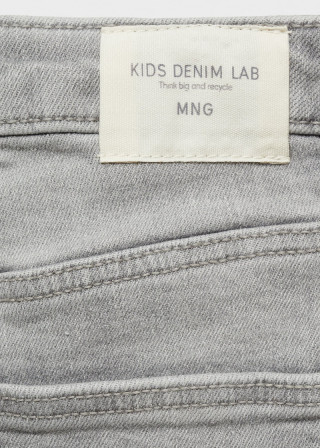 KIDS DENIM LAB
Think big and recycle
MNG